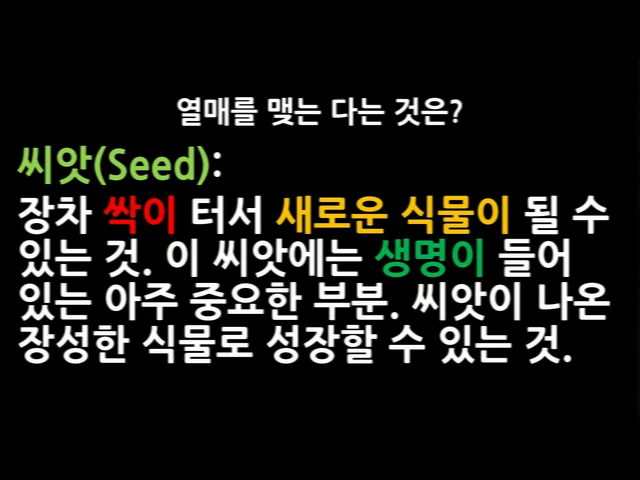 열매를 맺는 다는 것은?
씨앗(Seed):
장차 싹이 터서 새로운 식물이 될 수
있는 것. 이 씨앗에는 생명이 들어
있는 아주 중요한 부분. 씨앗이 나온
장성한 식물로 성장할 수 있는 것.